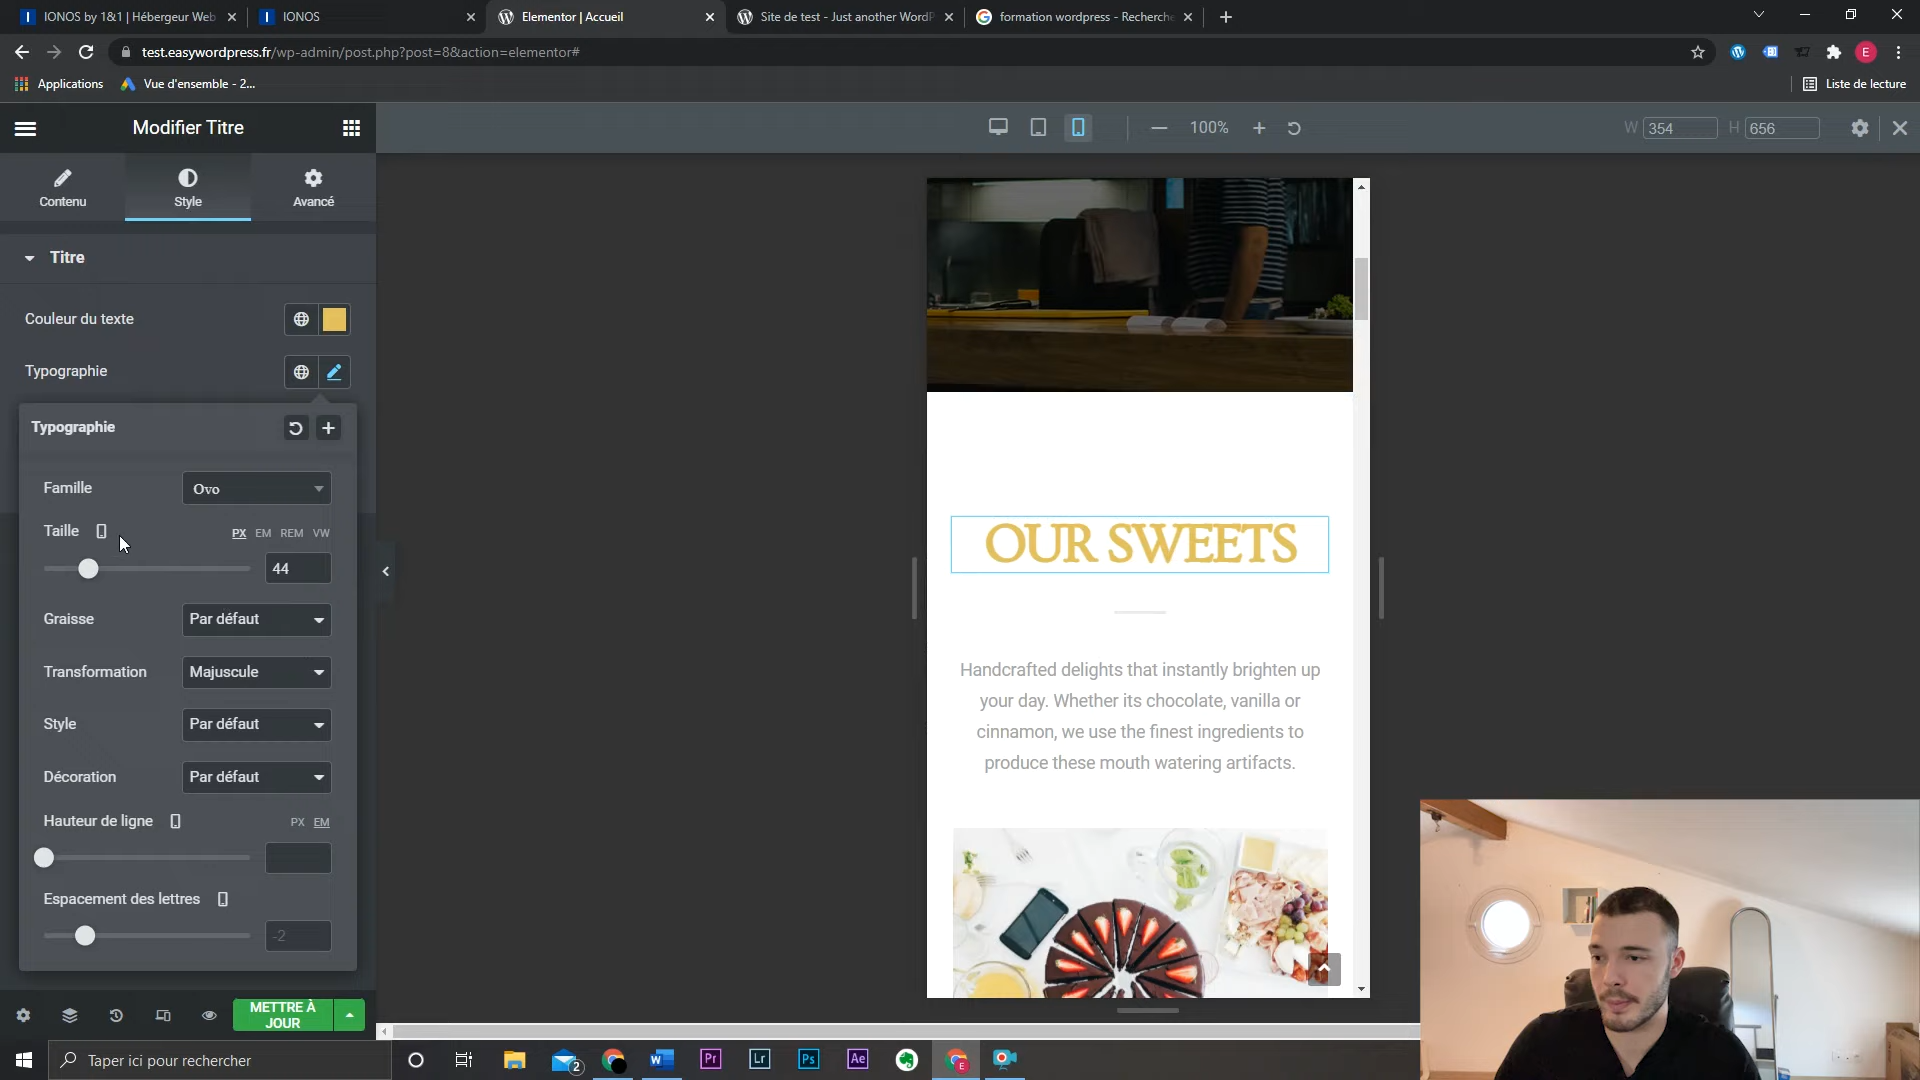 IONOS by 1&1 | Hébergeur Web
IONOS
Elementor | Accueil
Site de test - Just another WordP
formation wordpress - Recherche
test.easywordpress.fr/wp-admin/post.php?post=8&action=elementor#
E
Applications
Vue d'ensemble - 2...
Liste de lecture
Modifier Titre
100%
W 354
H 656
Contenu
Style
Avancé
Titre
Couleur du texte
Typographie
Typographie
Famille
Ovo
Taille
PX EM REM VW
44
Graisse
Par défaut
Transformation
Majuscule
Style
Par défaut
Décoration
Par défaut
Hauteur de ligne
PX EM
Espacement des lettres
-2
METTRE À
JOUR
OUR SWEETS
Handcrafted delights that instantly brighten up
your day. Whether its chocolate, vanilla or
cinnamon, we use the finest ingredients to
produce these mouth watering artifacts.
Taper ici pour rechercher
2
W
Pr
Lr
Ps
Ae
E